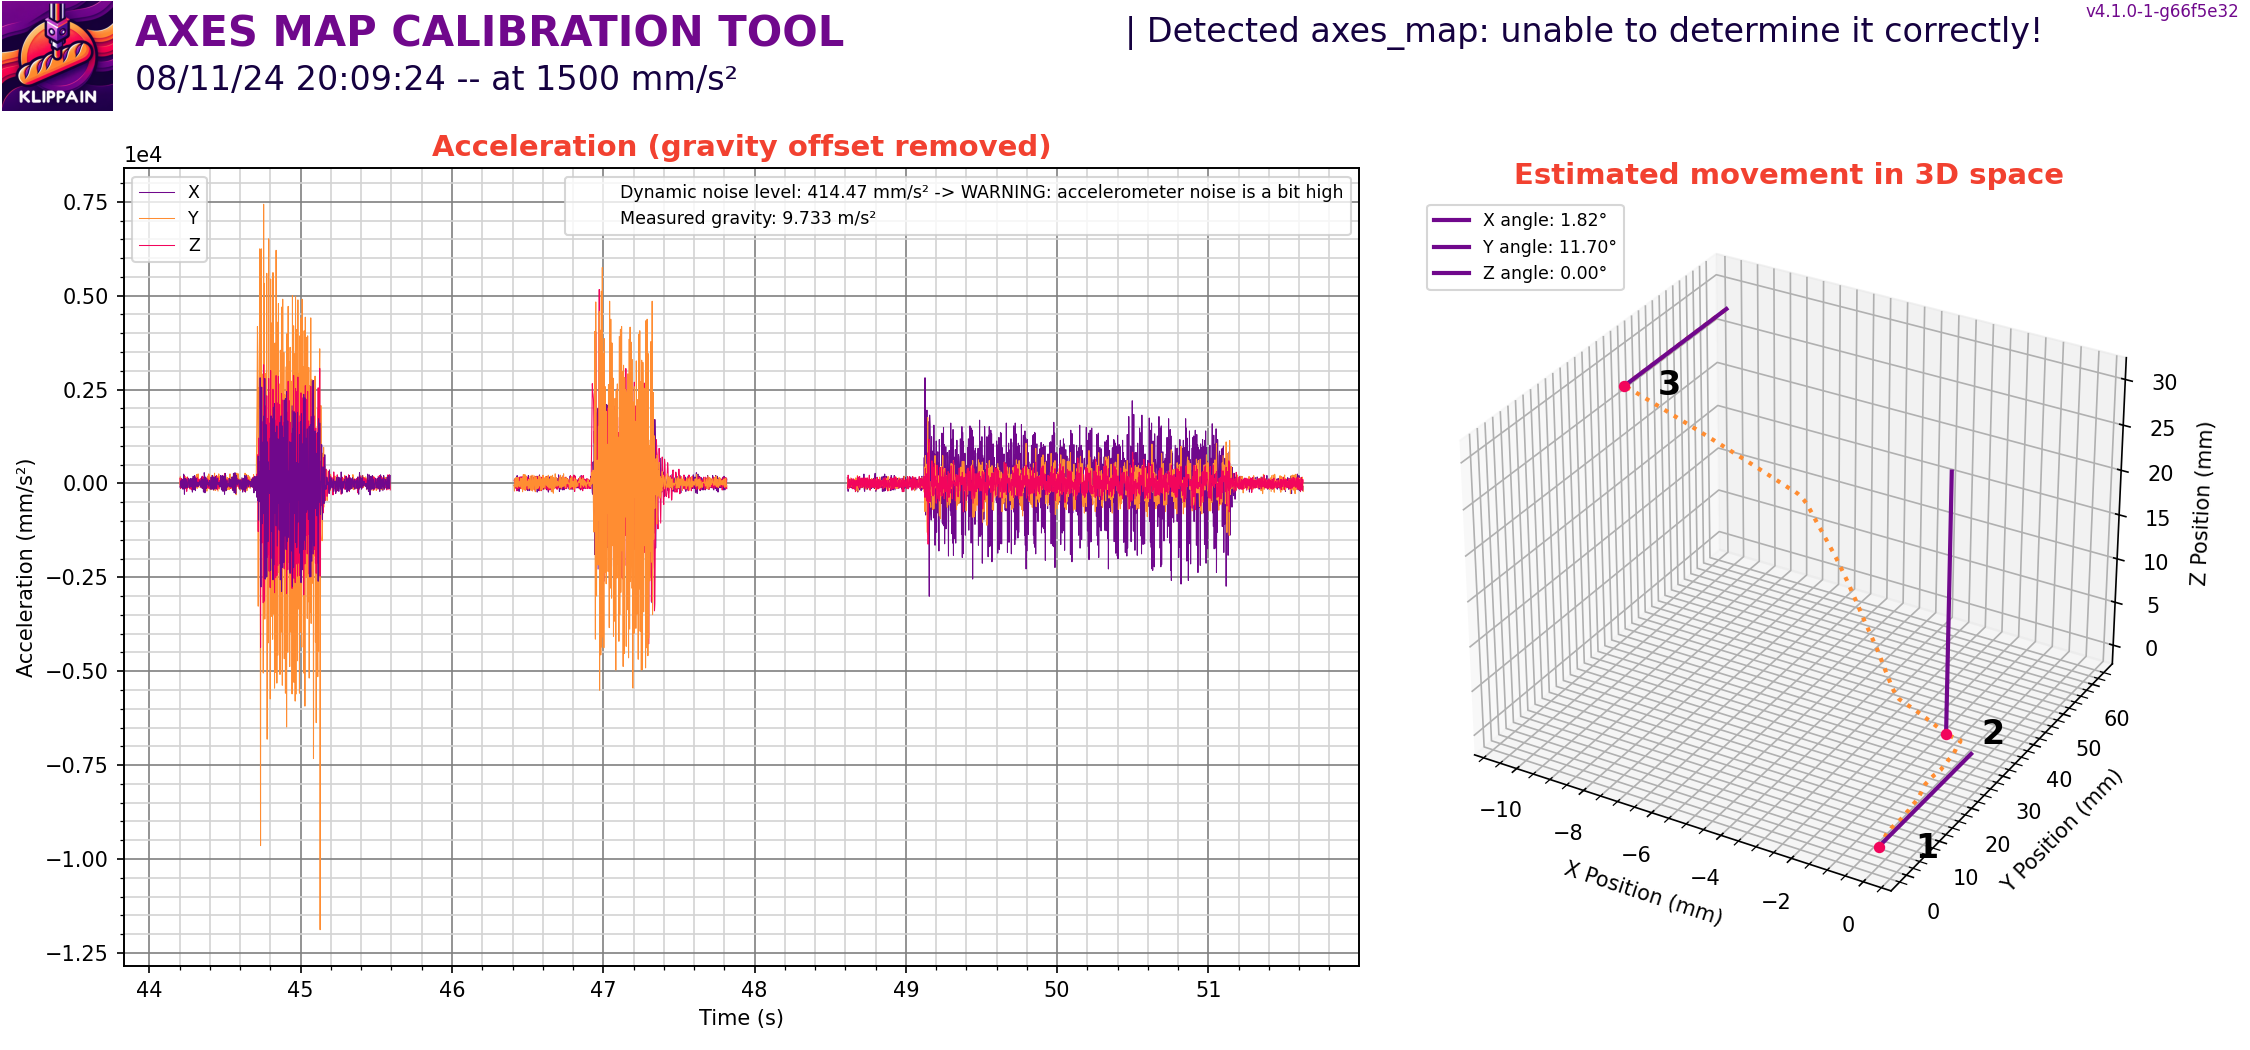 KLIPPAIN
AXES MAP CALIBRATION TOOL
08/11/24 20:09:24 -- at 1500 mm/s²
| Detected axes_map: unable to determine it correctly!
v4.1.0-1-g66f5e32
Acceleration (gravity offset removed)
1e4
X
Y
Z
Dynamic noise level: 414.47 mm/s² -> WARNING: accelerometer noise is a bit high
Measured gravity: 9.733 m/s²
0.75
0.50
0.25
0.00
−0.25
−0.50
−0.75
−1.00
−1.25
Acceleration (mm/s²)
44 45 46 47 48 49 50 51
Time (s)
Estimated movement in 3D space
X angle: 1.82°
Y angle: 11.70°
Z angle: 0.00°
3
2
1
30
25
20
15
10
5
0
Z Position (mm)
60
50
40
30
20
10
0
Y Position (mm)
−10
−8
−6
−4
−2
0
X Position (mm)